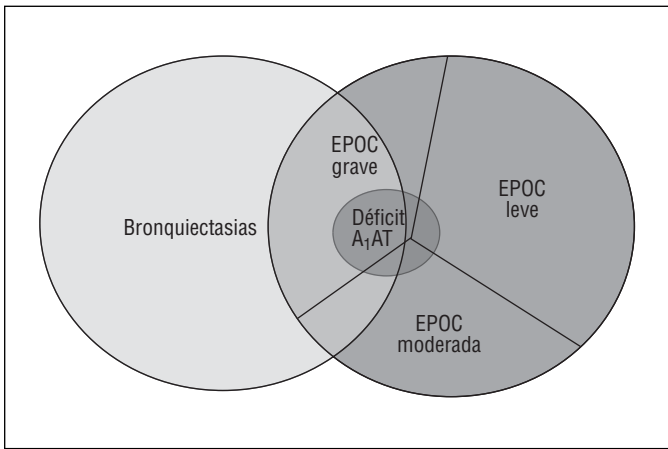 EPOC
grave
EPOC
leve
Bronquiectasias
Déficit
A₁AT
EPOC
moderada